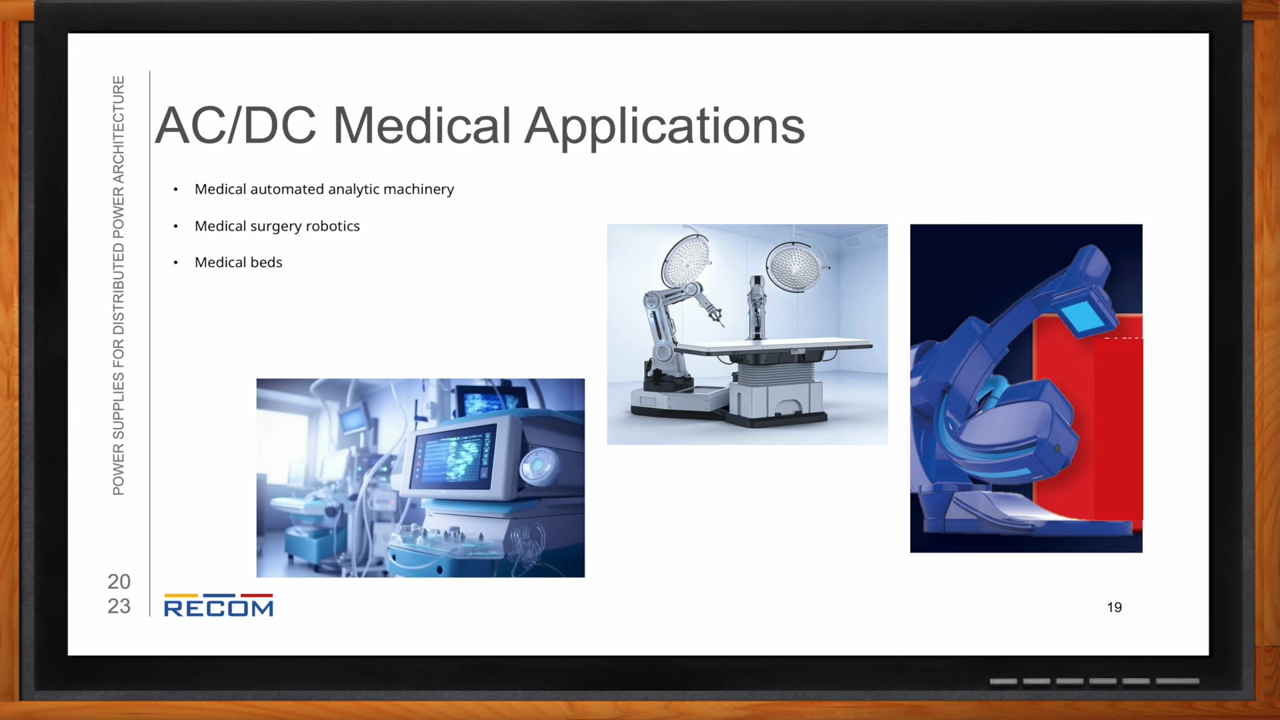 POWER SUPPLIES FOR DISTRIBUTED POWER ARCHITECTURE
AC/DC Medical Applications
• Medical automated analytic machinery
• Medical surgery robotics
• Medical beds
20
23
RECOM
19